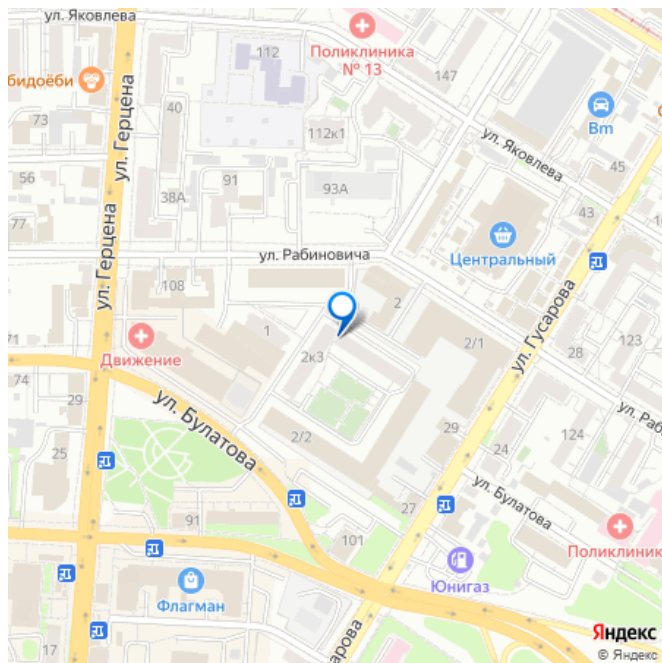 ул. Яковлева
Поликлиника
№ 13
112
147
бидоёби
ул. Герцена
40
73
112к1
Вm
ул. Яковлева
45
56
91
93А
38А
77
43
ул. Герцена
ул. Рабиновича
Центральный
108
2
1
71
Движение
2к3
2/1
ул. Гусарова
123
28
74
29
ул. Булатова
ул. Раб
2/2
29
124
25
24
ул. Булатова
91
27
101
Поликлиник
Юнигаз
Флагман
17
сарова
Яндекс
© Яндекс